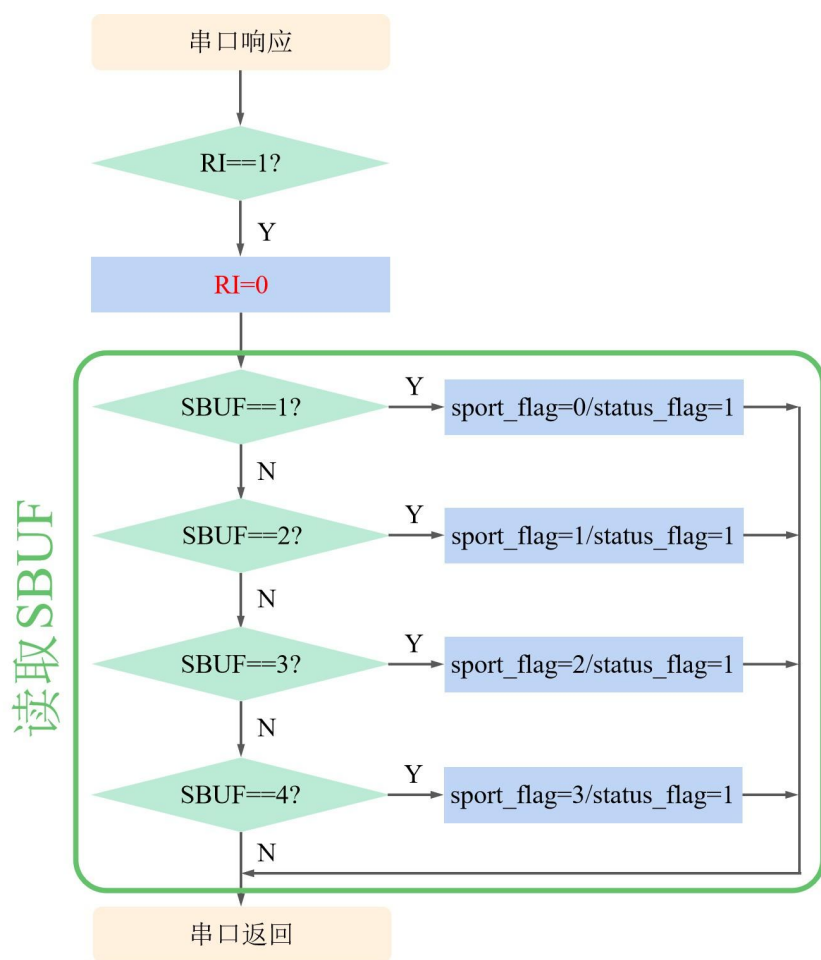 串口响应
RI==1?
Y
RI=0
SBUF==1?
Y
sport_flag=0/status_flag=1
N
SBUF==2?
Y
sport_flag=1/status_flag=1
N
SBUF==3?
Y
sport_flag=2/status_flag=1
N
SBUF==4?
Y
sport_flag=3/status_flag=1
N
读取SBUF
串口返回